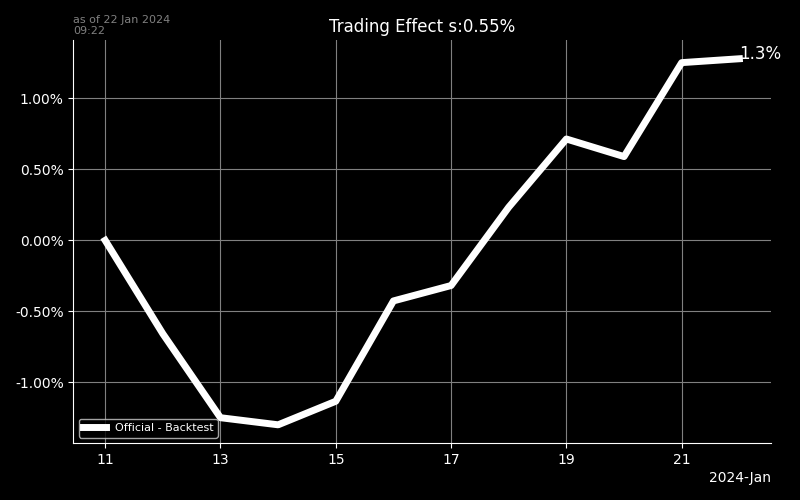 as of 22 Jan 2024
09:22
Trading Effect s:0.55%
1.3%
1.00%
0.50%
0.00%
-0.50%
-1.00%
Official - Backtest
11 13 15 17 19 21
2024-Jan